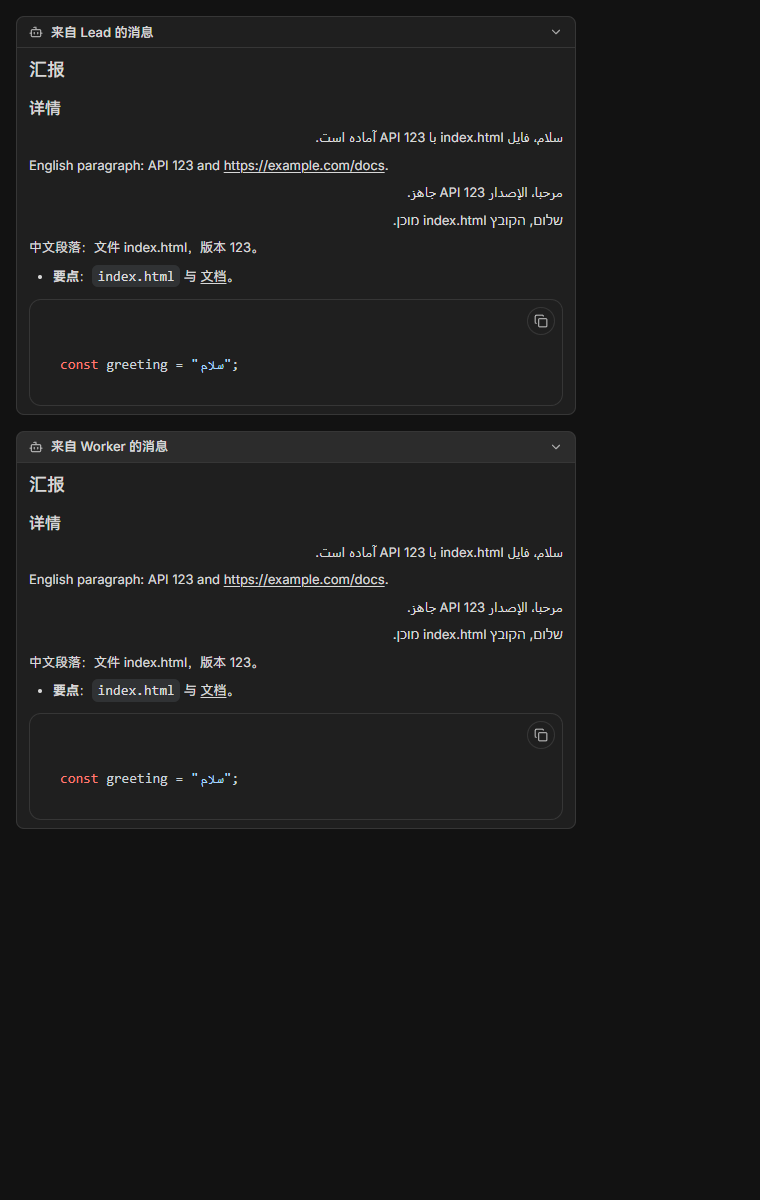 来自 Lead 的消息
汇报
详情
سلام، فایل index.html با API 123 آماده است.
English paragraph: API 123 and https://example.com/docs.
مرحبا، الإصدار API 123 جاهز.
שלום, הקובץ index.html מוכן.
中文段落：文件 index.html，版本 123。
• 要点：index.html 与 文档。
const greeting = "سلام";
来自 Worker 的消息
汇报
详情
سلام، فایل index.html با API 123 آماده است.
English paragraph: API 123 and https://example.com/docs.
مرحبا، الإصدار API 123 جاهز.
שלום, הקובץ index.html מוכן.
中文段落：文件 index.html，版本 123。
• 要点：index.html 与 文档。
const greeting = "سلام";